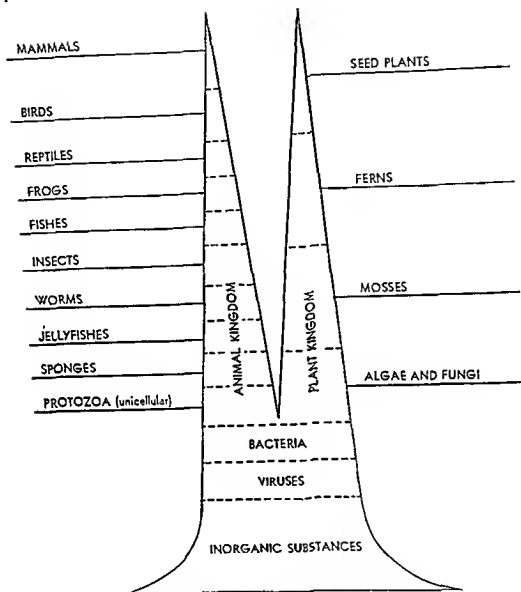 MAMMALS
BIRDS
REPTILES
FROGS
FISHES
INSECTS
WORMS
JELLYFISHES
SPONGES
PROTOZOA (unicellular)
ANIMAL KINGDOM
PLANT KINGDOM
SEED PLANTS
FERNS
MOSSES
ALGAE AND FUNGI
BACTERIA
VIRUSES
INORGANIC SUBSTANCES